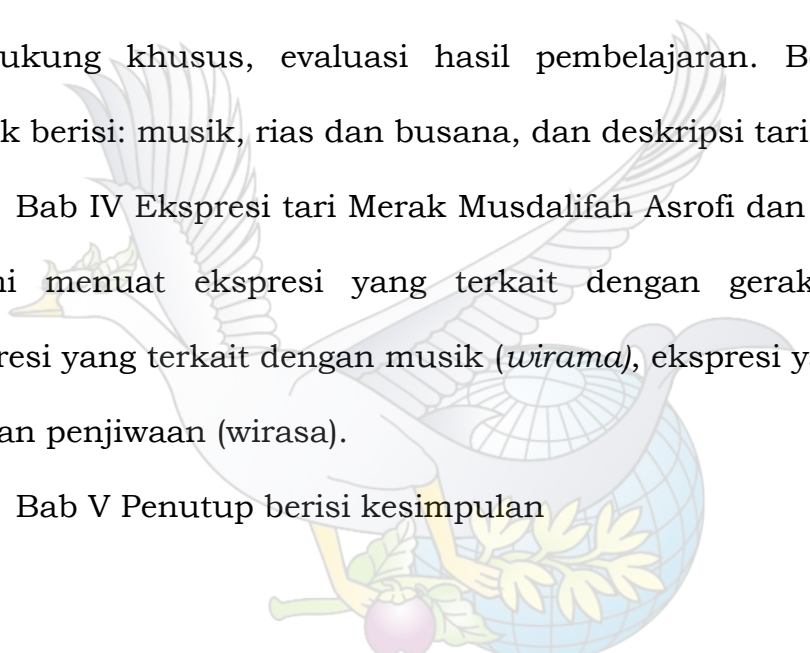 ukung khusus, evaluasi hasil pembelajaran. B
k berisi: musik, rias dan busana, dan deskripsi tari
Bab IV Ekspresi tari Merak Musdalifah Asrofi dan
ni menuat ekspresi yang terkait dengan gerak
resi yang terkait dengan musik (wirama), ekspresi y
an penjiwaan (wirasa).
Bab V Penutup berisi kesimpulan